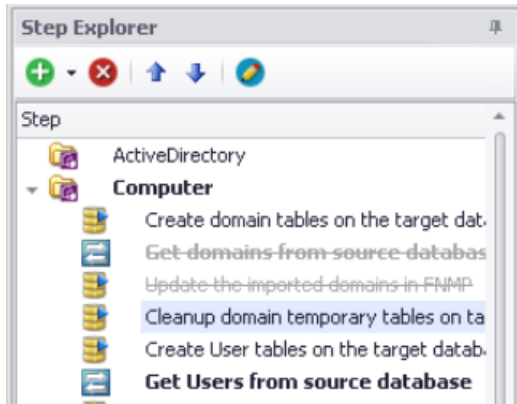 Step Explorer
Step
ActiveDirectory
Computer
Create domain tables on the target dat
Get domains from source databas
Update the imported domains in FNMP
Cleanup domain temporary tables on ta
Create User tables on the target datab
Get Users from source database